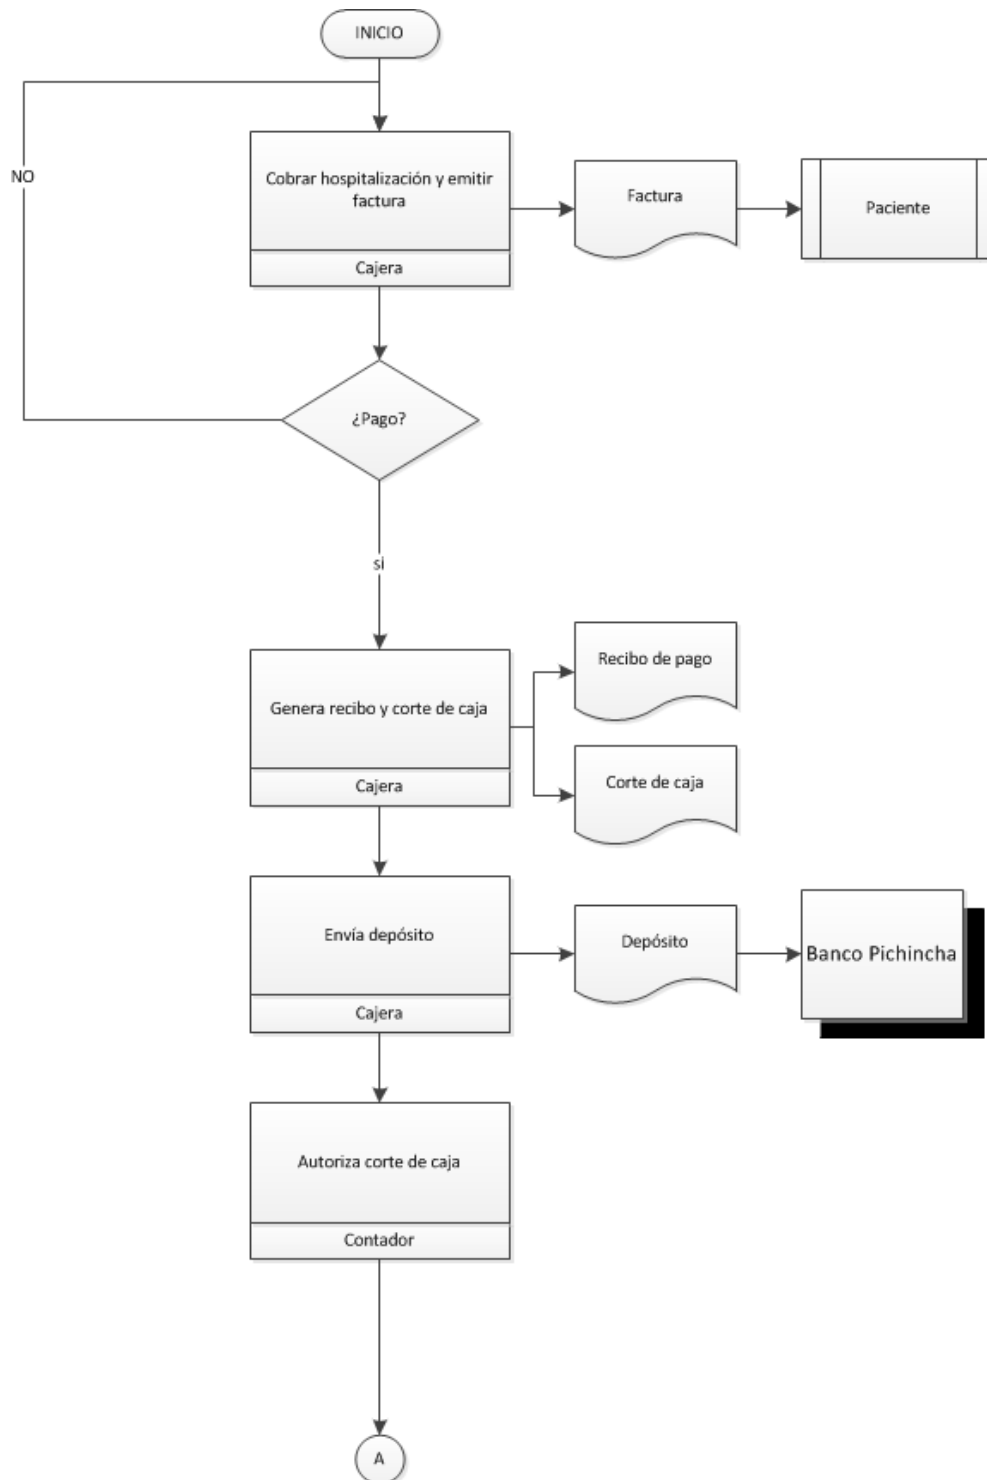 INICIO
NO
Cobrar hospitalización y emitir
factura
Cajera
Factura
Paciente
¿Pago?
si
Genera recibo y corte de caja
Cajera
Recibo de pago
Corte de caja
Envía depósito
Cajera
Depósito
Banco Pichincha
Autoriza corte de caja
Contador
A